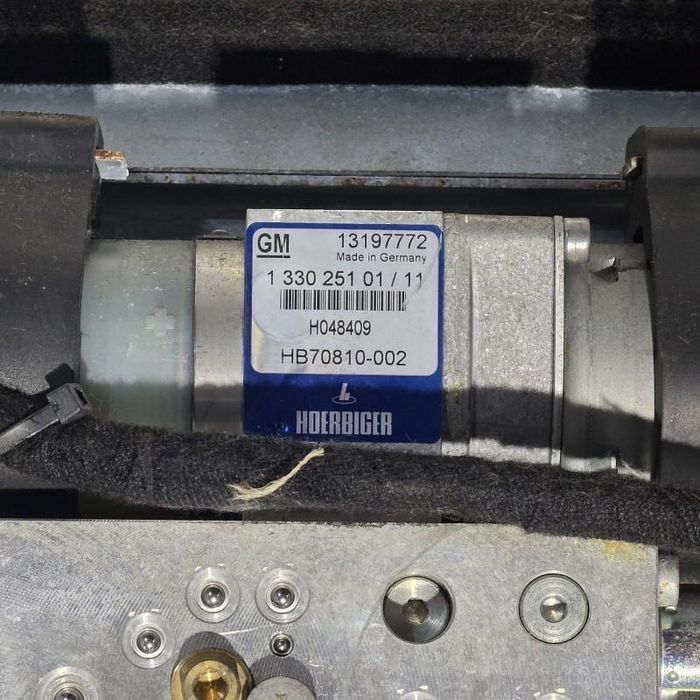 GM 13197772
Made in Germany
1 330 251 01 / 11
H048409
HB70810-002
HOERBIGER